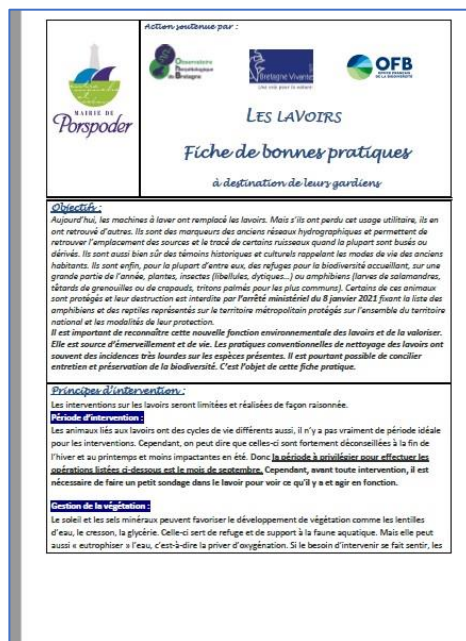 Action soutenue par :
MAIRIE DE
Porspoder
Observatoire
Herpétologique
de Bretagne
Bretagne Vivante
Une voix pour la nature
OFB
OFFICE FRANÇAIS
DE LA BIODIVERSITÉ
LES LAVOIRS
Fiche de bonnes pratiques
à destination de leurs gardiens
Objectifs :
Aujourd'hui, les machines à laver ont remplacé les lavoirs. Mais s'ils ont perdu cet usage utilitaire, ils en
ont retrouvé d'autres. Ils sont des marqueurs des anciens réseaux hydrographiques et permettent de
retrouver l'emplacement des sources et le tracé de certains ruisseaux quand la plupart sont busés ou
dérivés. Ils sont aussi bien sûr des témoins historiques et culturels rappelant les modes de vie des anciens
habitants. Ils sont enfin, pour la plupart d'entre eux, des refuges pour la biodiversité accueillant, sur une
grande partie de l'année, plantes, insectes (libellules, dytiques...) ou amphibiens (larves de salamandres,
têtards de grenouilles ou de crapauds, tritons palmés pour les plus communs). Certains de ces animaux
sont protégés et leur destruction est interdite par l'arrêté ministériel du 8 janvier 2021 fixant la liste des
amphibiens et des reptiles représentés sur le territoire métropolitain protégés sur l'ensemble du territoire
national et les modalités de leur protection.
Il est important de reconnaître cette nouvelle fonction environnementale des lavoirs et de la valoriser.
Elle est source d'émerveillement et de vie. Les pratiques conventionnelles de nettoyage des lavoirs ont
souvent des incidences très lourdes sur les espèces présentes. Il est pourtant possible de concilier
entretien et préservation de la biodiversité. C'est l'objet de cette fiche pratique.
Principes d'intervention :
Les interventions sur les lavoirs seront limitées et réalisées de façon raisonnée.
Période d'intervention :
Les animaux liés aux lavoirs ont des cycles de vie différents aussi, il n'y a pas vraiment de période idéale
pour les interventions. Cependant, on peut dire que celles-ci sont fortement déconseillées à la fin de
l'hiver et au printemps et moins impactantes en été. Donc la période à privilégier pour effectuer les
opérations listées ci-dessous est le mois de septembre. Cependant, avant toute intervention, il est
nécessaire de faire un petit sondage dans le lavoir pour voir ce qu'il y a et agir en fonction.
Gestion de la végétation :
Le soleil et les sels minéraux peuvent favoriser le développement de végétation comme les lentilles
d'eau, le cresson, la glycérie. Celle-ci sert de refuge et de support à la faune aquatique. Mais elle peut
aussi « eutrophiser » l'eau, c'est-à-dire la priver d'oxygénation. Si le besoin d'intervenir se fait sentir, les